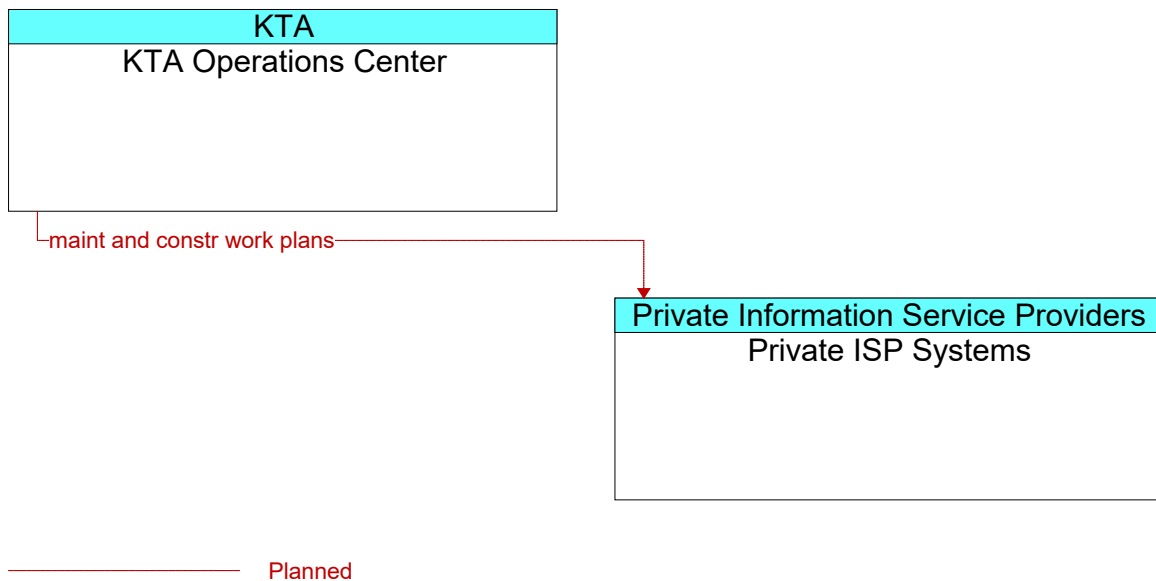 KTA
KTA Operations Center
maint and constr work plans
Private Information Service Providers
Private ISP Systems
Planned